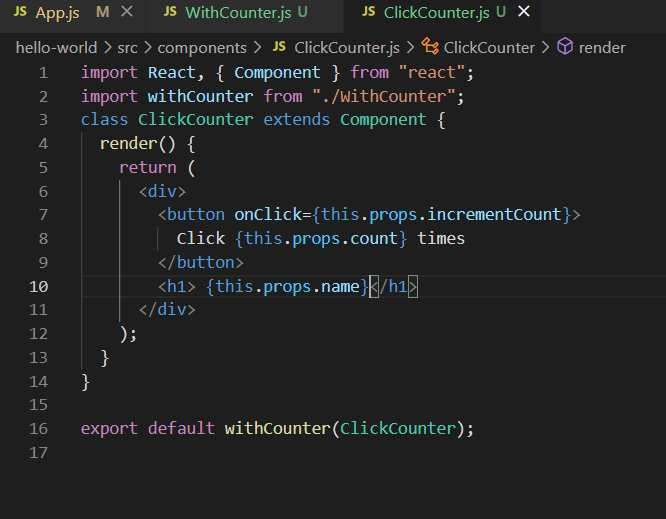 JS App.js M ×
JS WithCounter.js U
JS ClickCounter.js U ×
hello-world > src > components > JS ClickCounter.js > ClickCounter > render
1 import React, { Component } from "react";
2 import withCounter from "./WithCounter";
3 class ClickCounter extends Component {
4 render() {
5 return (
6 <div>
7 <button onClick={this.props.incrementCount}>
8 Click {this.props.count} times
9 </button>
10 <h1> {this.props.name}</h1>
11 </div>
12 );
13 }
14 }
15
16 export default withCounter(ClickCounter);
17